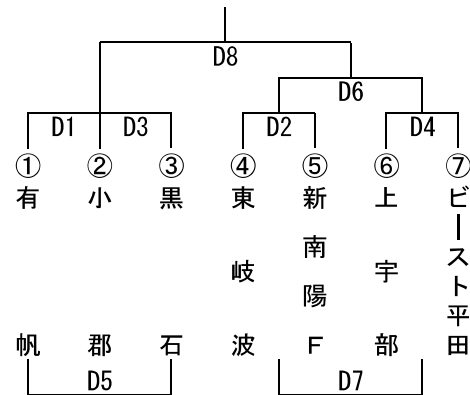 D8
D6
D1
D3
D2
D4
①
②
③
④
⑤
⑥
⑦
有帆
小郡
黒石
東岐波
新南陽F
上宇部
ビースト平田
D5
D7